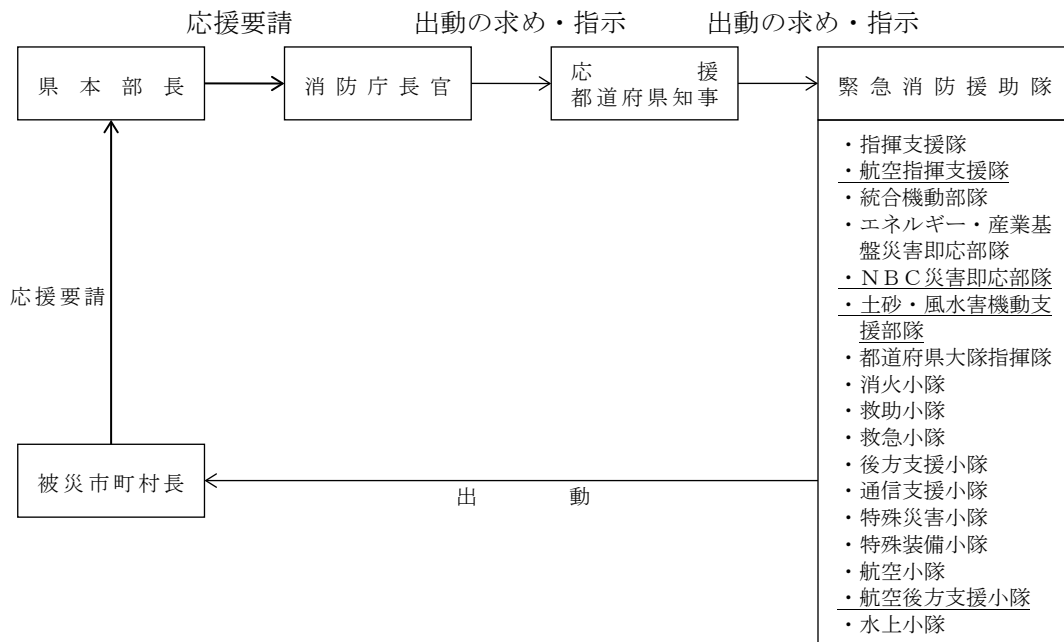 応援要請
出動の求め・指示
出動の求め・指示
県本部長
消防庁長官
応援
都道府県知事
緊急消防援助隊
・指揮支援隊
・航空指揮支援隊
・統合機動部隊
・エネルギー・産業基
盤災害即応部隊
・ＮＢＣ災害即応部隊
・土砂・風水害機動支
援部隊
・都道府県大隊指揮隊
・消火小隊
・救助小隊
・救急小隊
・後方支援小隊
・通信支援小隊
・特殊災害小隊
・特殊装備小隊
・航空小隊
・航空後方支援小隊
・水上小隊
応援要請
被災市町村長
出動